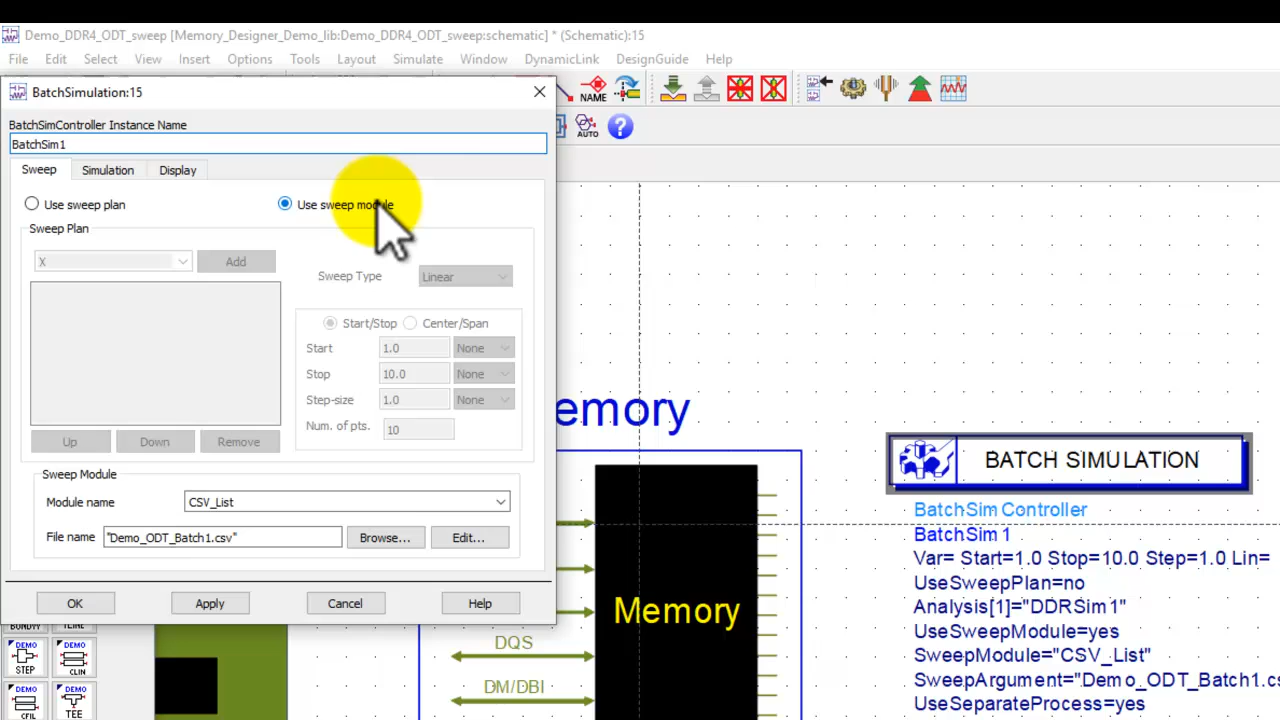 Demo_DDR4_ODT_sweep [Memory_Designer_Demo_lib:Demo_DDR4_ODT_sweep:schematic] * (Schematic):15
File Edit Select View Insert Options Tools Layout Simulate Window DynamicLink DesignGuide Help
BatchSimulation:15
NAME
BatchSimController Instance Name
AUTO
?
BatchSim1
Sweep Simulation Display
Use sweep plan Use sweep module
Sweep Plan
X Add
Sweep Type Linear
Start/Stop Center/Span
Start 1.0 None
Stop 10.0 None
Step-size 1.0 None
Num. of pts. 10
Up Down Remove
emory
BATCH SIMULATION
Sweep Module
Module name CSV_List
File name "Demo_ODT_Batch1.csv" Browse... Edit...
BatchSim Controller
BatchSim1
Var= Start=1.0 Stop=10.0 Step=1.0 Lin=
UseSweepPlan=no
Analysis[1]="DDRSim1"
UseSweepModule=yes
SweepModule="CSV_List"
SweepArgument="Demo_ODT_Batch1.cs
UseSeparateProcess=yes
OK Apply Cancel Help
Memory
DQS
DM/DBI
DEMO DEMO
STEP CLIN
DEMO DEMO
CFIL TEE